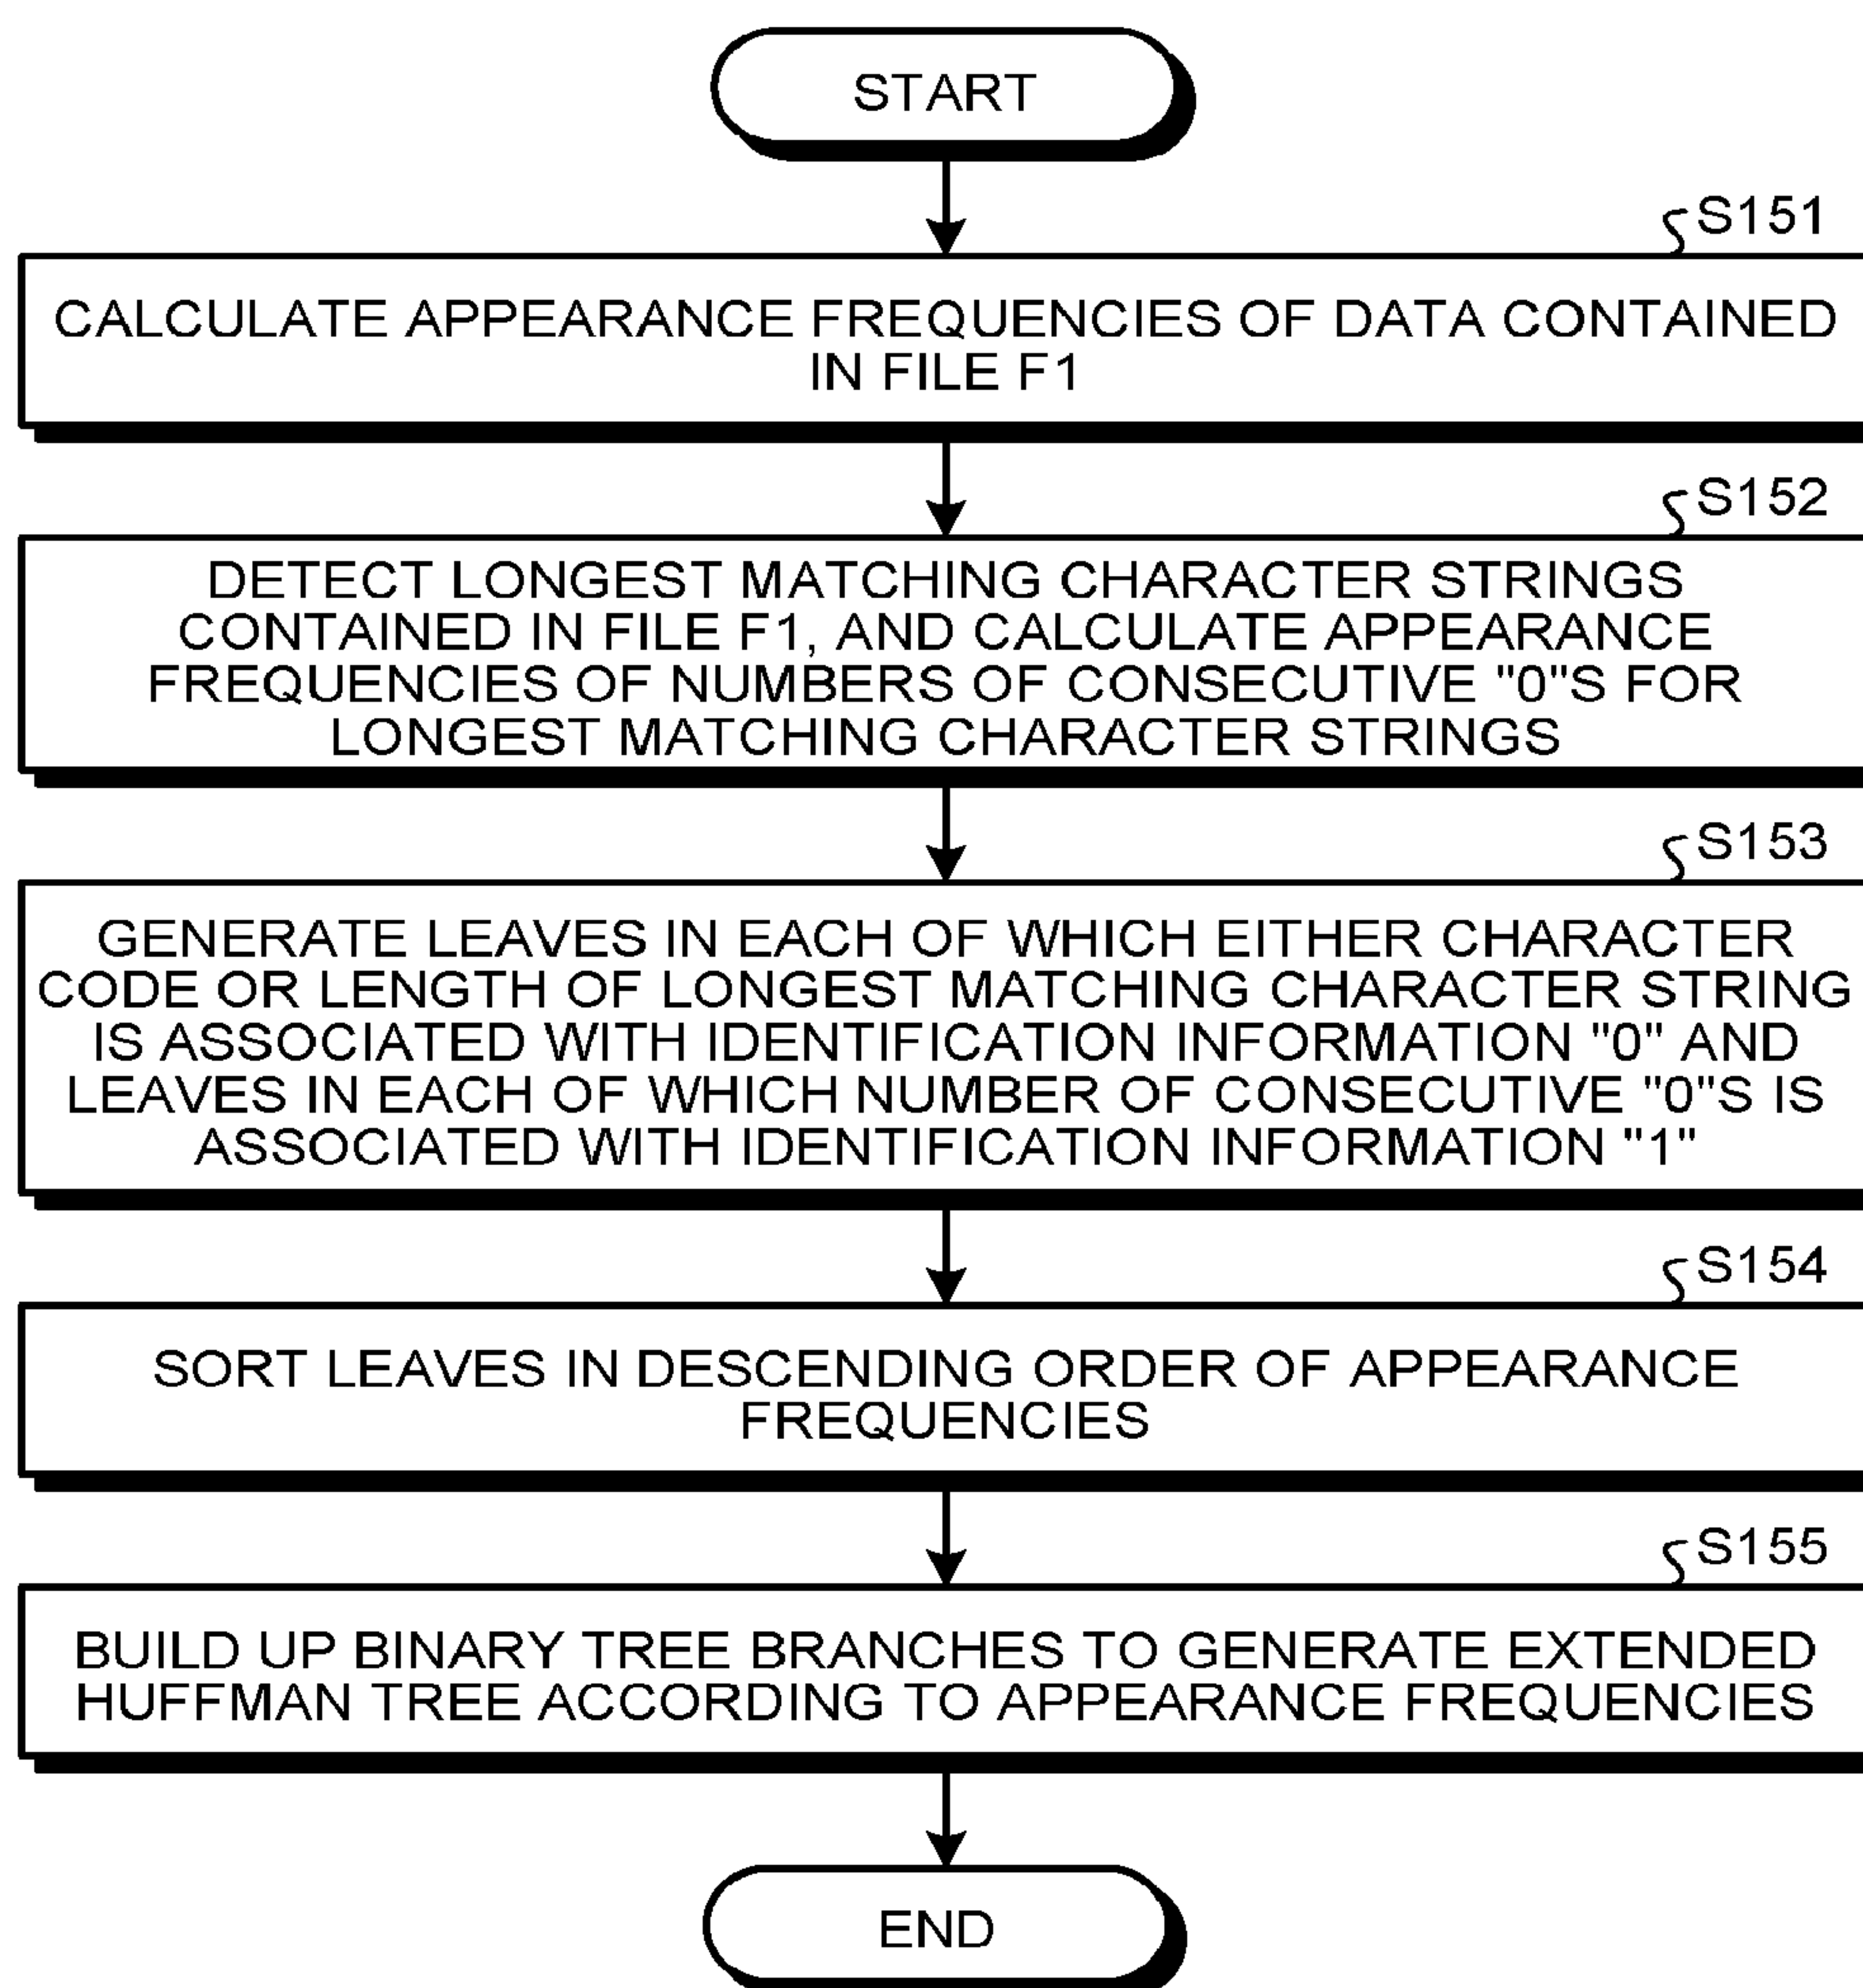 START
S151
CALCULATE APPEARANCE FREQUENCIES OF DATA CONTAINED
IN FILE F1
S152
DETECT LONGEST MATCHING CHARACTER STRINGS
CONTAINED IN FILE F1, AND CALCULATE APPEARANCE
FREQUENCIES OF NUMBERS OF CONSECUTIVE "0"S FOR
LONGEST MATCHING CHARACTER STRINGS
S153
GENERATE LEAVES IN EACH OF WHICH EITHER CHARACTER
CODE OR LENGTH OF LONGEST MATCHING CHARACTER STRING
IS ASSOCIATED WITH IDENTIFICATION INFORMATION "0" AND
LEAVES IN EACH OF WHICH NUMBER OF CONSECUTIVE "0"S IS
ASSOCIATED WITH IDENTIFICATION INFORMATION "1"
S154
SORT LEAVES IN DESCENDING ORDER OF APPEARANCE
FREQUENCIES
S155
BUILD UP BINARY TREE BRANCHES TO GENERATE EXTENDED
HUFFMAN TREE ACCORDING TO APPEARANCE FREQUENCIES
END